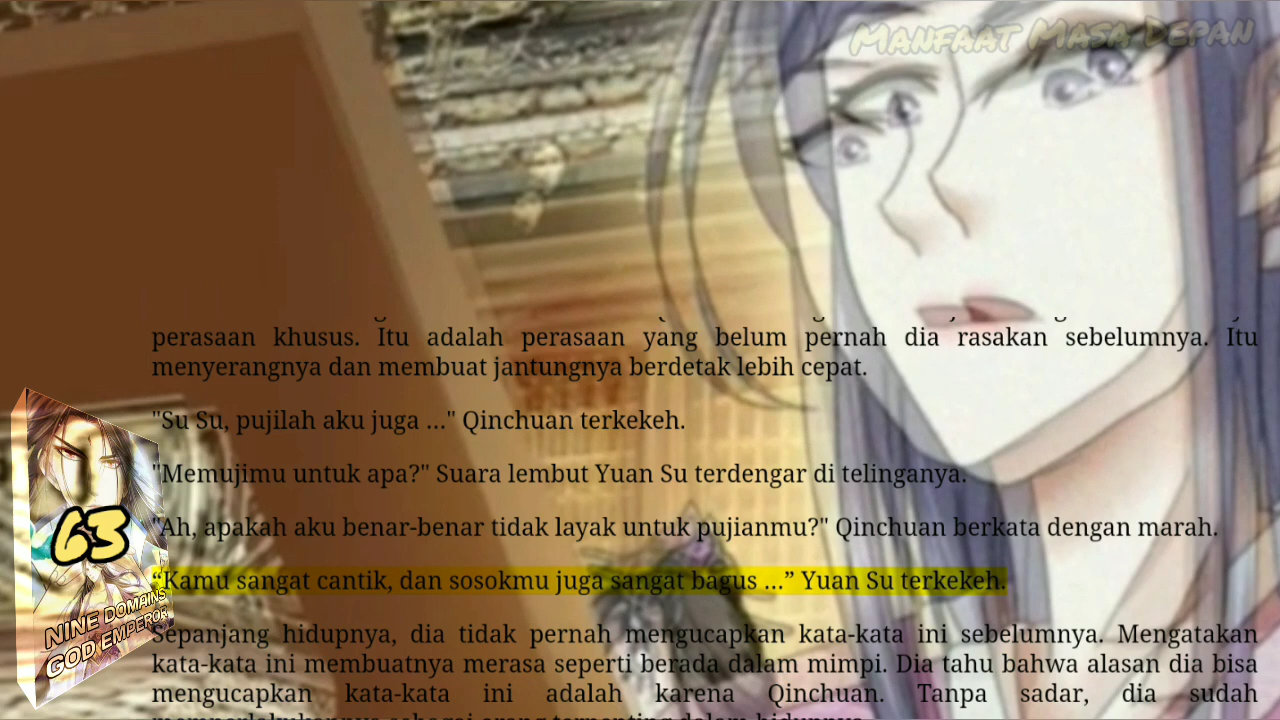 Manfaat Masa Depan
perasaan khusus. Itu adalah perasaan yang belum pernah dia rasakan sebelumnya. Itu
menyerangnya dan membuat jantungnya berdetak lebih cepat.
"Su Su, pujilah aku juga ..." Qinchuan terkekeh.
"Memujimu untuk apa?" Suara lembut Yuan Su terdengar di telinganya.
"Ah, apakah aku benar-benar tidak layak untuk pujianmu?" Qinchuan berkata dengan marah.
“Kamu sangat cantik, dan sosokmu juga sangat bagus ...” Yuan Su terkekeh.
Sepanjang hidupnya, dia tidak pernah mengucapkan kata-kata ini sebelumnya. Mengatakan
kata-kata ini membuatnya merasa seperti berada dalam mimpi. Dia tahu bahwa alasan dia bisa
mengucapkan kata-kata ini adalah karena Qinchuan. Tanpa sadar, dia sudah
63
NINE DOMAINS
GOD EMPEROR